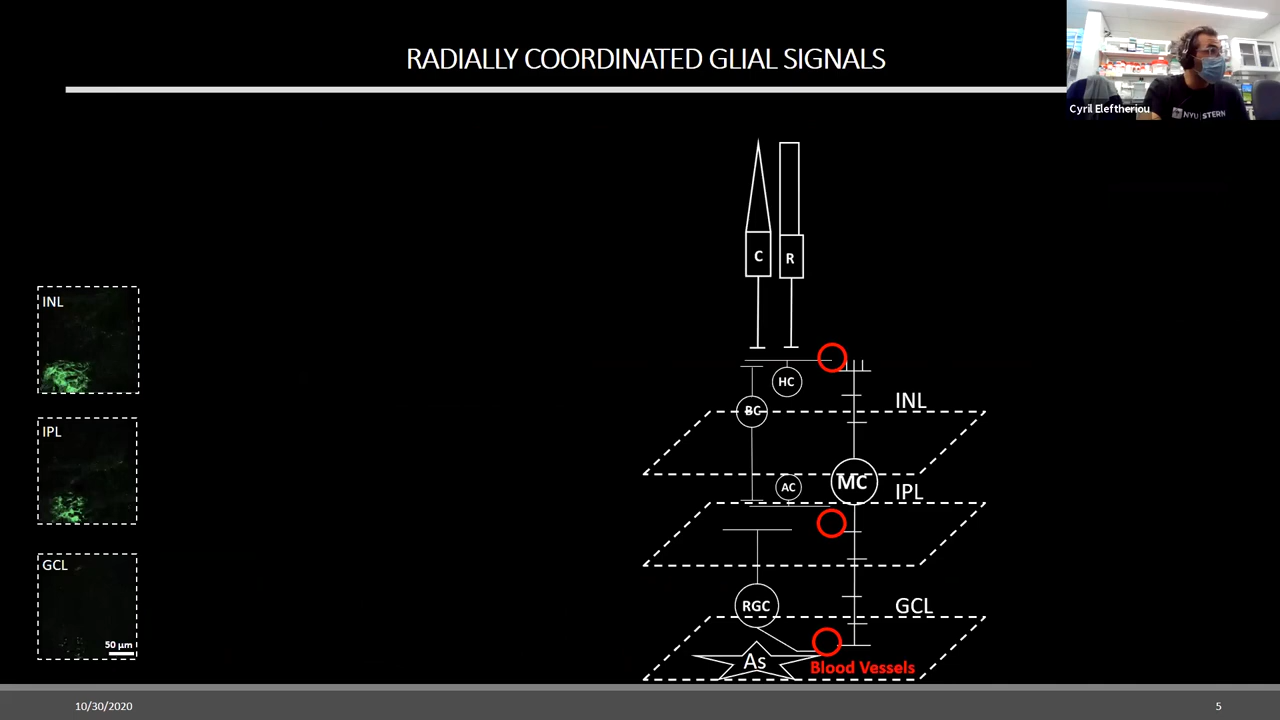 RADIALLY COORDINATED GLIAL SIGNALS
Cyril Eleftheriou
NYU STERN
C
R
INL
HC
INL
BC
IPL
AC
MC
IPL
GCL
50 µm
RGC
GCL
As
Blood Vessels
10/30/2020
5